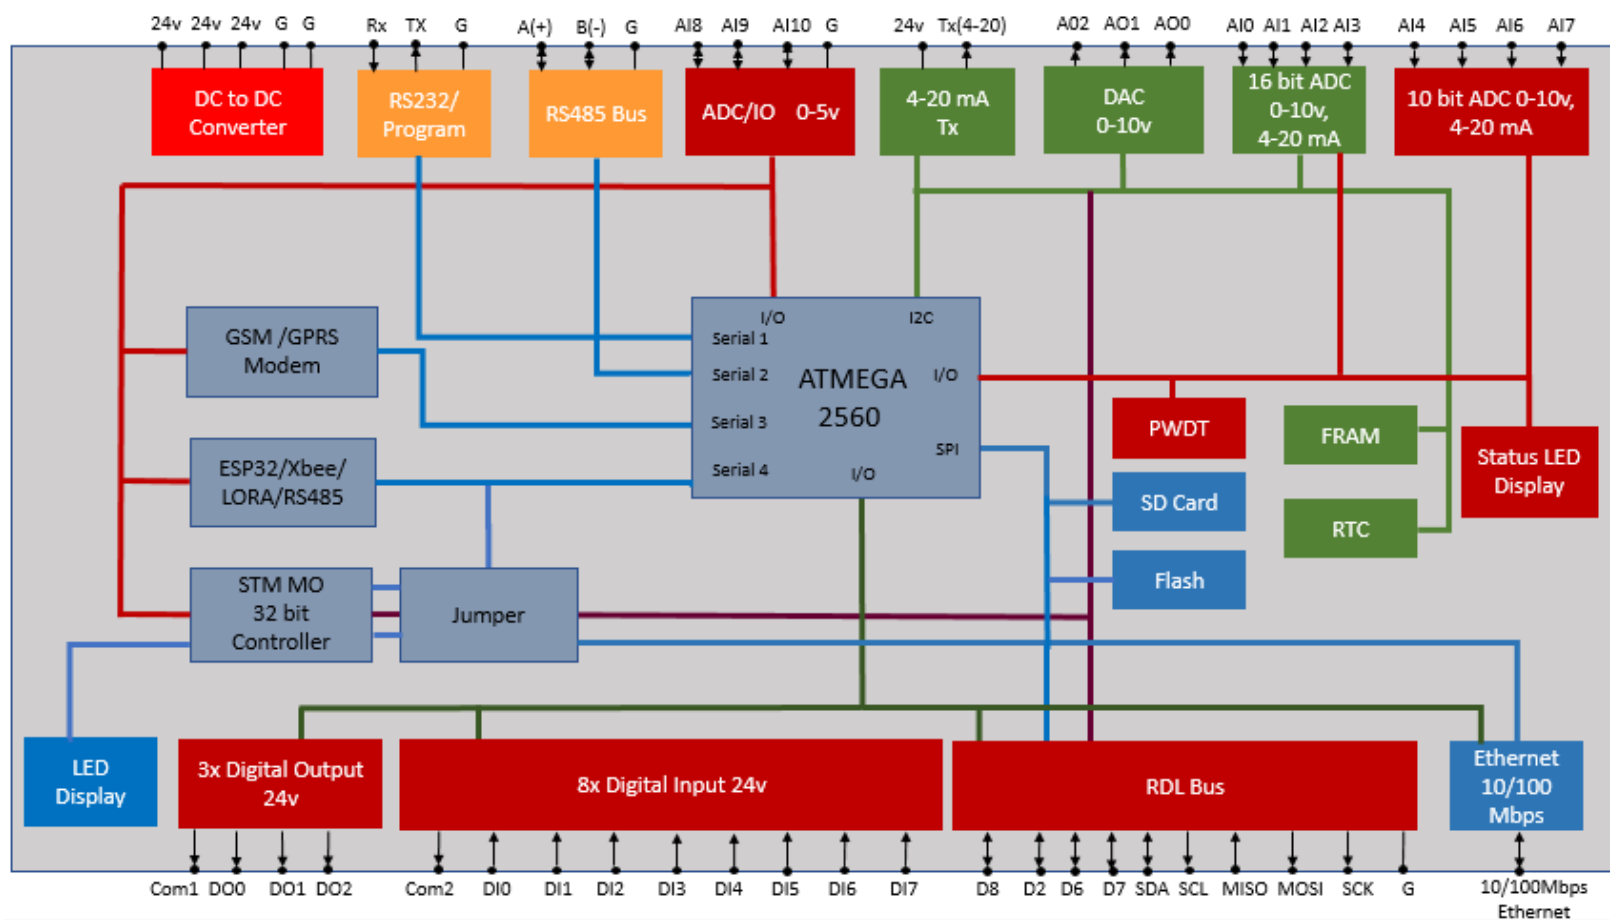 24v 24v 24v G G Rx TX G A(+) B(-) G AI8 AI9 AI10 G 24v Tx(4-20) A02 AO1 AO0 AI0 AI1 AI2 AI3 AI4 AI5 AI6 AI7
DC to DC
Converter
RS232/
Program
RS485 Bus
ADC/IO 0-5v
4-20 mA
Tx
DAC
0-10v
16 bit ADC
0-10v,
4-20 mA
10 bit ADC 0-10v,
4-20 mA
GSM /GPRS
Modem
ESP32/Xbee/
LORA/RS485
STM MO
32 bit
Controller
Jumper
I/O
I2C
Serial 1
Serial 2
Serial 3
Serial 4
ATMEGA
2560
I/O
SPI
I/O
PWDT
SD Card
Flash
FRAM
RTC
Status LED
Display
LED
Display
3x Digital Output
24v
8x Digital Input 24v
RDL Bus
Ethernet
10/100
Mbps
Com1 DO0 DO1 DO2 Com2 DI0 DI1 DI2 DI3 DI4 DI5 DI6 DI7 D8 D2 D6 D7 SDA SCL MISO MOSI SCK G 10/100Mbps
Ethernet